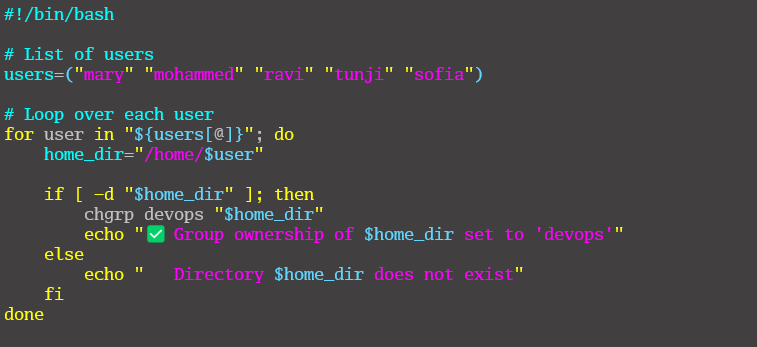 #!/bin/bash

# List of users
users=("mary" "mohammed" "ravi" "tunji" "sofia")

# Loop over each user
for user in "${users[@]}"; do
    home_dir="/home/$user"

    if [ -d "$home_dir" ]; then
        chgrp devops "$home_dir"
        echo "✅ Group ownership of $home_dir set to 'devops'"
    else
        echo "   Directory $home_dir does not exist"
    fi
done